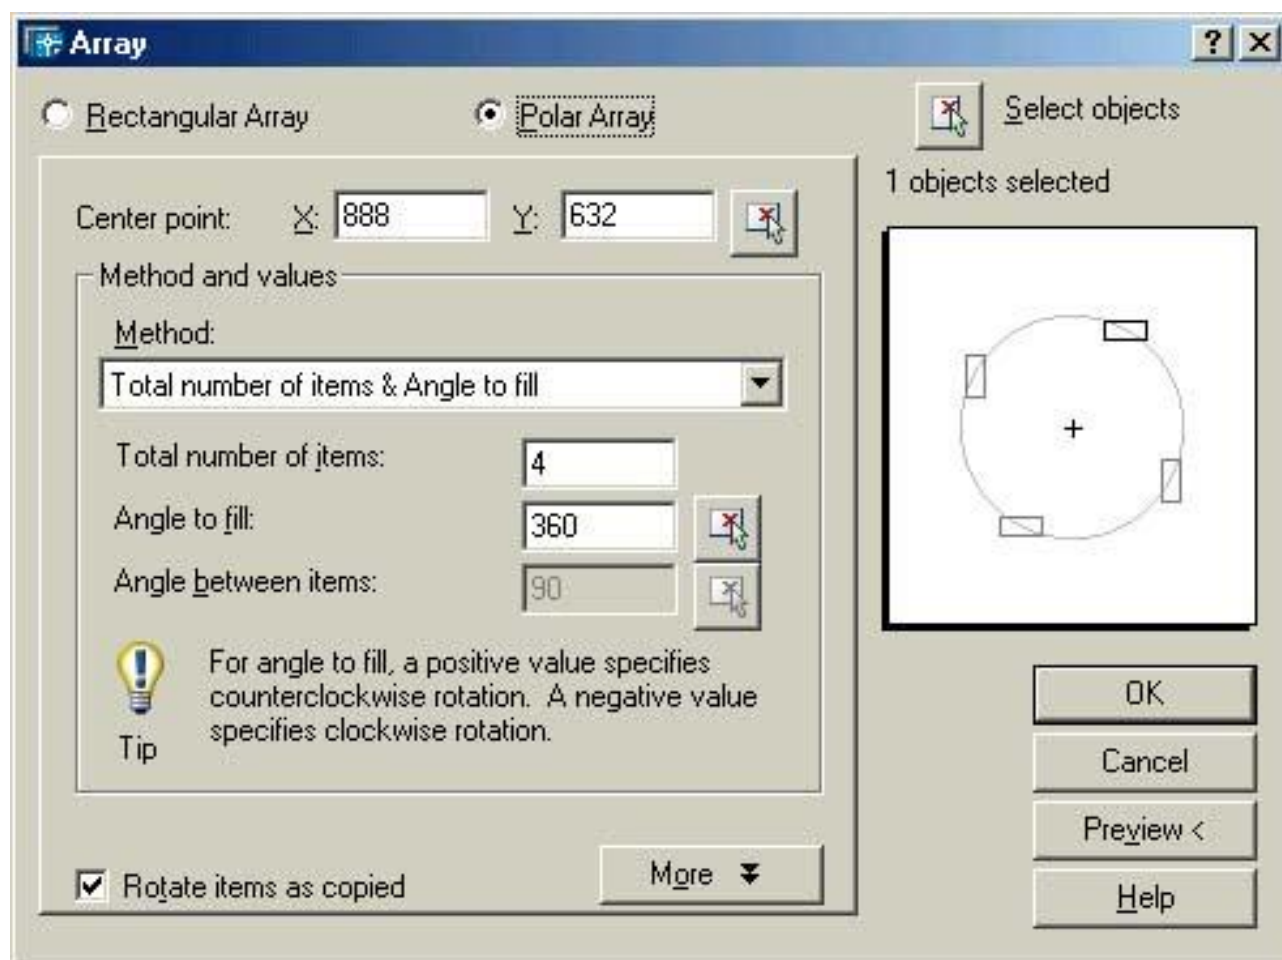 Array
Rectangular Array
Polar Array
Select objects
1 objects selected
Center point: X: 888 Y: 632
Method and values
Method:
Total number of items & Angle to fill
Total number of items: 4
Angle to fill: 360
Angle between items: 90
For angle to fill, a positive value specifies
counterclockwise rotation. A negative value
specifies clockwise rotation.
Tip
Rotate items as copied
More
OK
Cancel
Preview <
Help